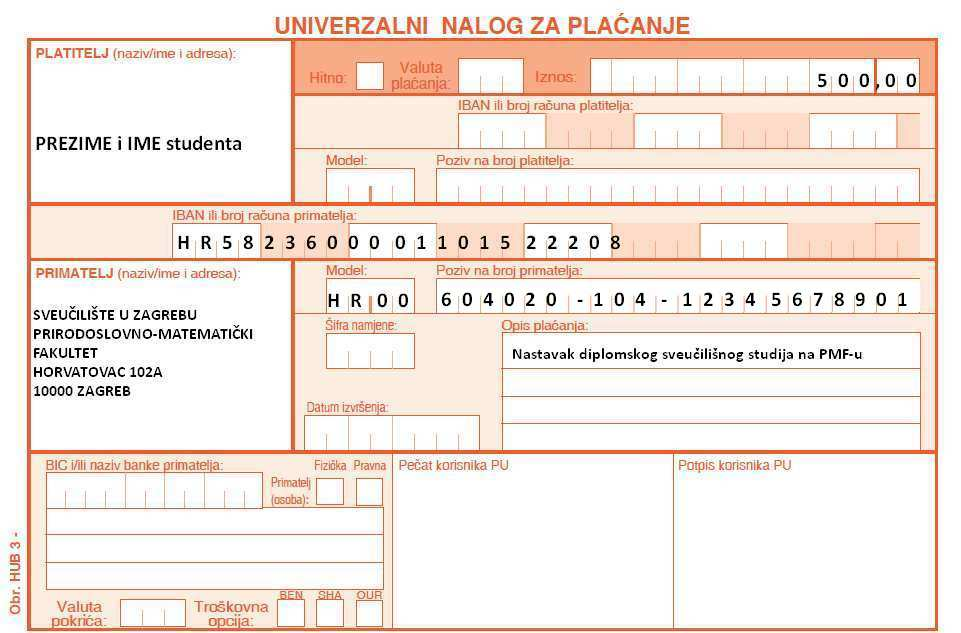 UNIVERZALNI NALOG ZA PLAĆANJE
PLATITELJ (naziv/ime i adresa):
PREZIME i IME studenta
Hitno:
Valuta
plaćanja:
Iznos:
500,00
IBAN ili broj računa platitelja:
Model:
Poziv na broj platitelja:
IBAN ili broj računa primatelja:
HR5823600001101522208
PRIMATELJ (naziv/ime i adresa):
SVEUČILIŠTE U ZAGREBU
PRIRODOSLOVNO-MATEMATIČKI
FAKULTET
HORVATOVAC 102A
10000 ZAGREB
Model:
HR00
Poziv na broj primatelja:
604020-104-12345678901
Šifra namjene:
Opis plaćanja:
Nastavak diplomskog sveučilišnog studija na PMF-u
Datum izvršenja:
BIC i/ili naziv banke primatelja:
Fizička Pravna
Primatelj
(osoba):
Pečat korisnika PU
Potpis korisnika PU
Valuta
pokrića:
Troškovna
opcija:
BEN SHA OUR
Obr. HUB 3 -